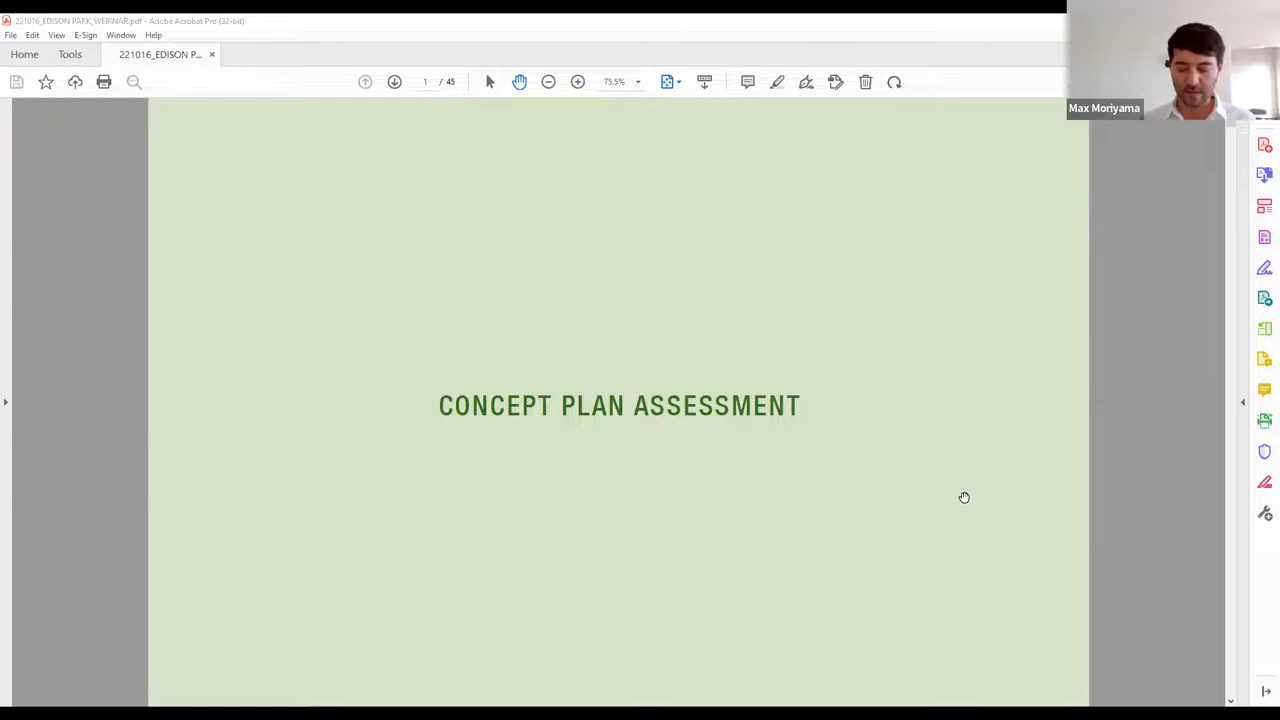 221016_EDISON PARK_WEBINAR.pdf - Adobe Acrobat Pro (32-bit)
File Edit View E-Sign Window Help
Home Tools 221016_EDISON P... ×
1 / 45 75.5%
Max Moriyama
CONCEPT PLAN ASSESSMENT